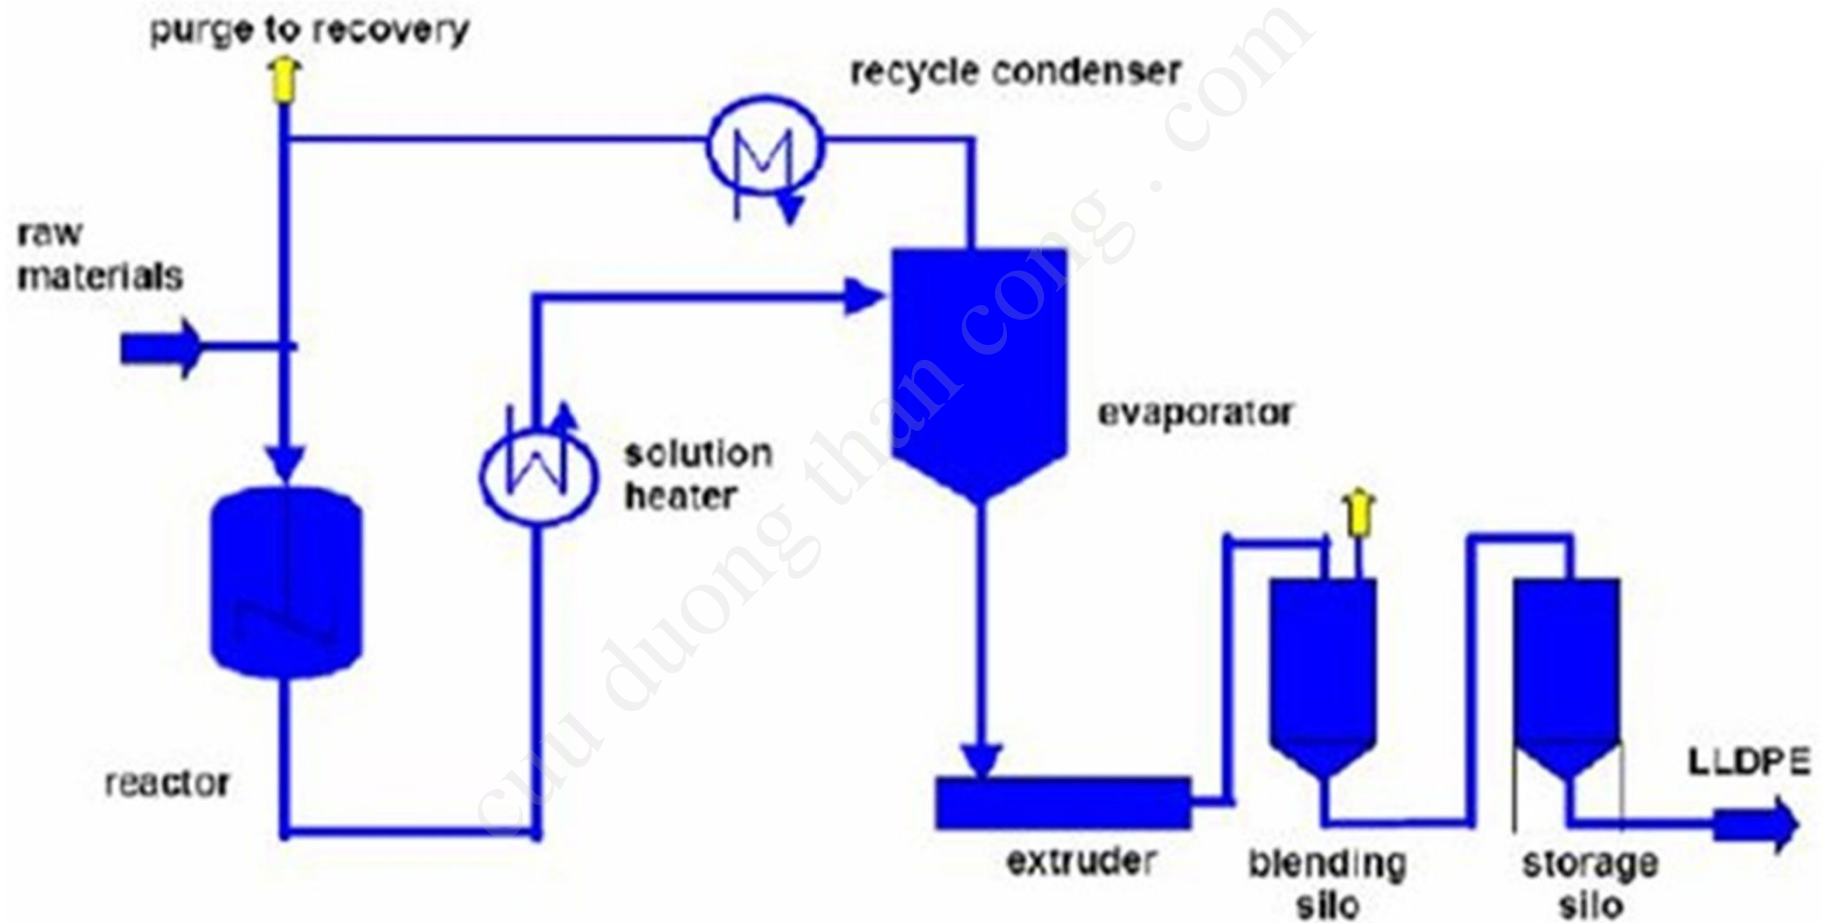 purge to recovery
recycle condenser
raw
materials
solution
heater
evaporator
reactor
extruder
blending
silo
storage
silo
LLDPE
cuu duong than cong . com